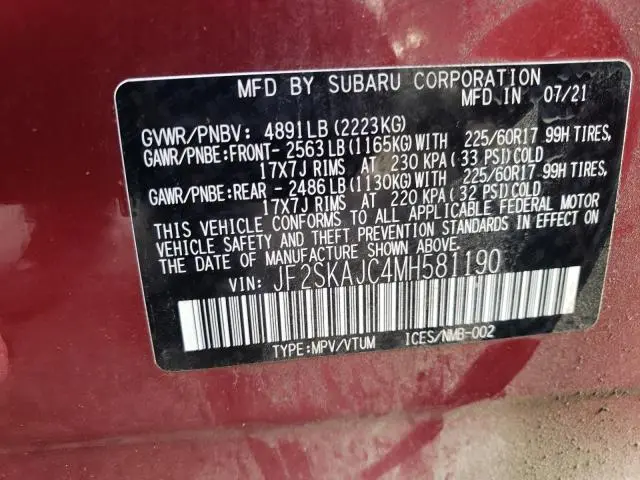 MFD BY SUBARU CORPORATION
MFD IN 07/21
GVWR/PNBV: 4891LB (2223KG)
GAWR/PNBE:FRONT- 2563LB (1165KG)WITH 225/60R17 99H TIRES,
17X7J RIMS AT 230 KPA (33 PSI)COLD
GAWR/PNBE:REAR - 2486LB (1130KG)WITH 225/60R17 99H TIRES,
17X7J RIMS AT 220 KPA (32 PSI)COLD
THIS VEHICLE CONFORMS TO ALL APPLICABLE FEDERAL MOTOR
VEHICLE SAFETY AND THEFT PREVENTION STANDARDS IN EFFECT ON
THE DATE OF MANUFACTURE SHOWN ABOVE.
VIN: JF2SKAJC4MH581190
TYPE:MPV/VTUM ICES/NMB-002